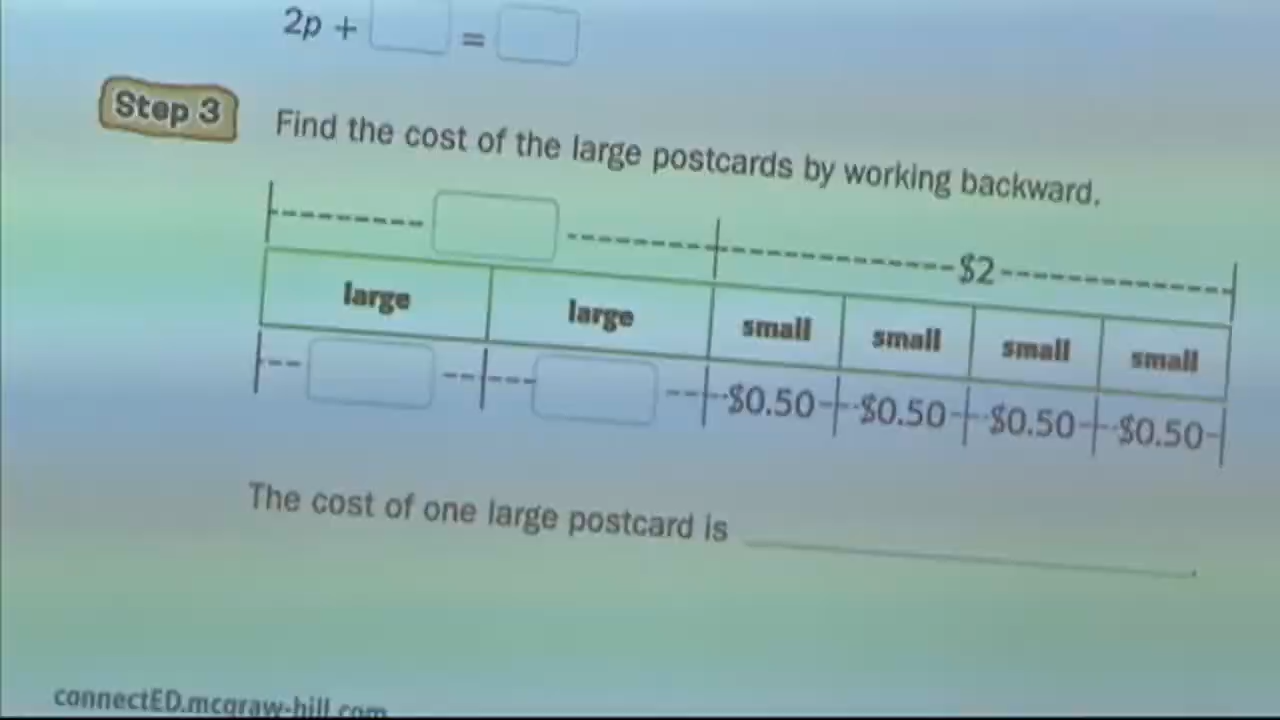 2p + =
Step 3
Find the cost of the large postcards by working backward.
$2
large large small small small small
$0.50 $0.50 $0.50 $0.50
The cost of one large postcard is .
connectED.mcgraw-hill.com